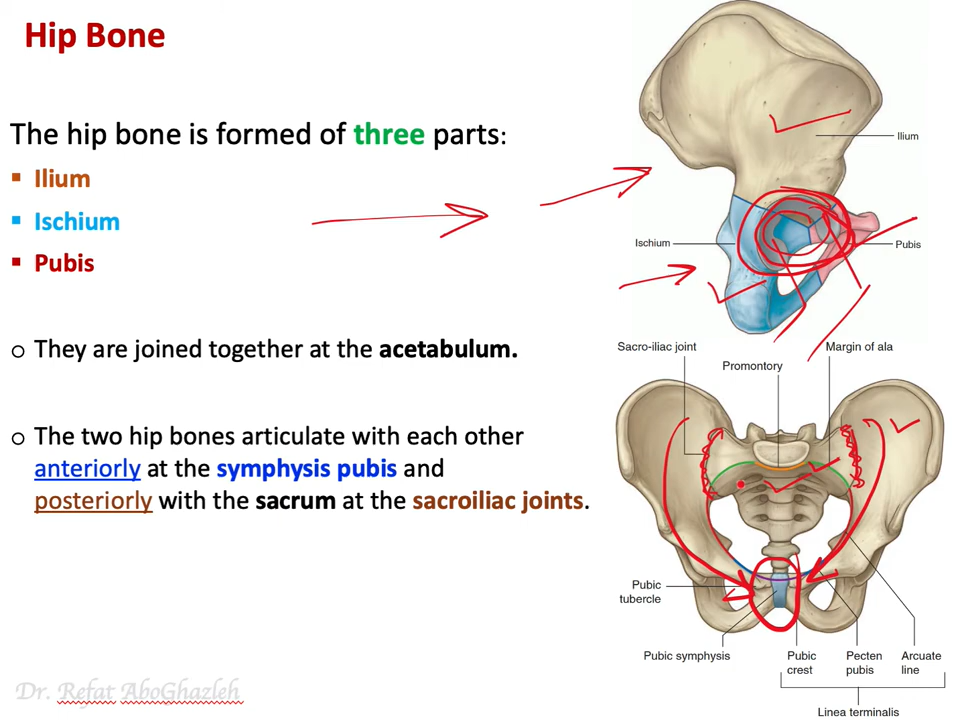 Hip Bone
The hip bone is formed of three parts:
▪ Ilium
▪ Ischium
▪ Pubis
o They are joined together at the acetabulum.
o The two hip bones articulate with each other
anteriorly at the symphysis pubis and
posteriorly with the sacrum at the sacroiliac joints.
Dr. Refat AboGhazleh
Ilium
Ischium
Pubis
Sacro-iliac joint
Margin of ala
Promontory
Pubic
tubercle
Pubic symphysis
Pubic
crest
Pecten
pubis
Arcuate
line
Linea terminalis